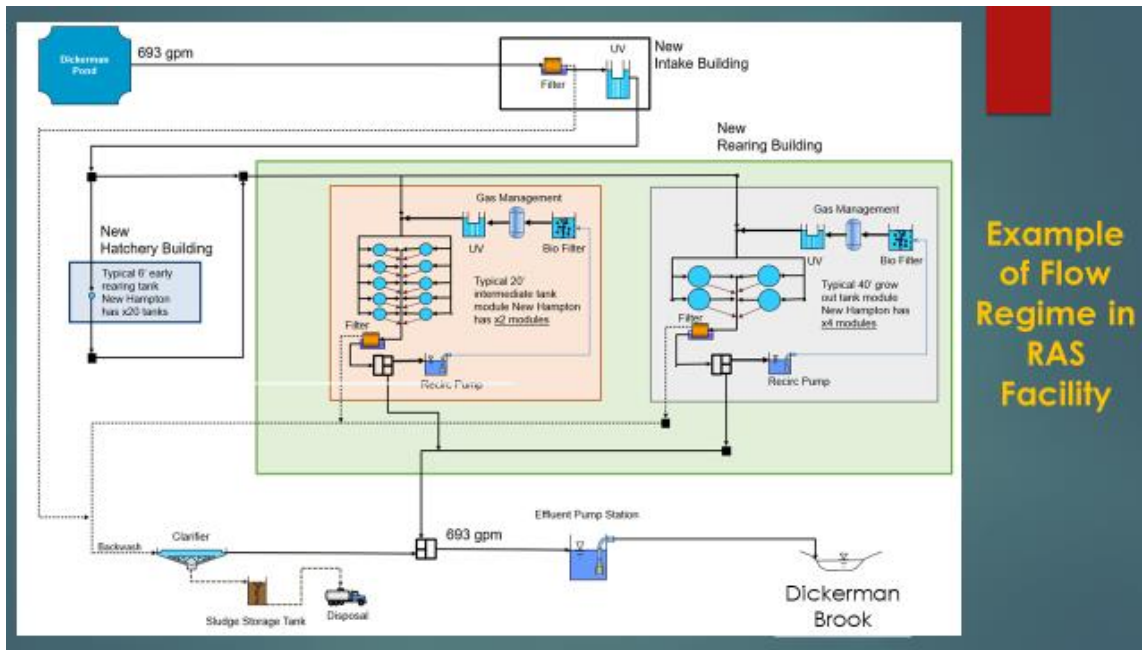 Dickerman
Pond
693 gpm
UV
Filter
New
Intake Building
New
Rearing Building
New
Hatchery Building
Typical 6' early
rearing tank
New Hampton
has x20 tanks
Gas Management
UV
Bio Filter
Typical 20'
intermediate tank
module New Hampton
has x2 modules
Filter
Recirc Pump
Gas Management
UV
Bio Filter
Typical 40' grow
out tank module
New Hampton has
x4 modules
Filter
Recirc Pump
Example
of Flow
Regime in
RAS
Facility
Backwash
Clarifier
Sludge Storage Tank
Disposal
693 gpm
Effluent Pump Station
Dickerman
Brook